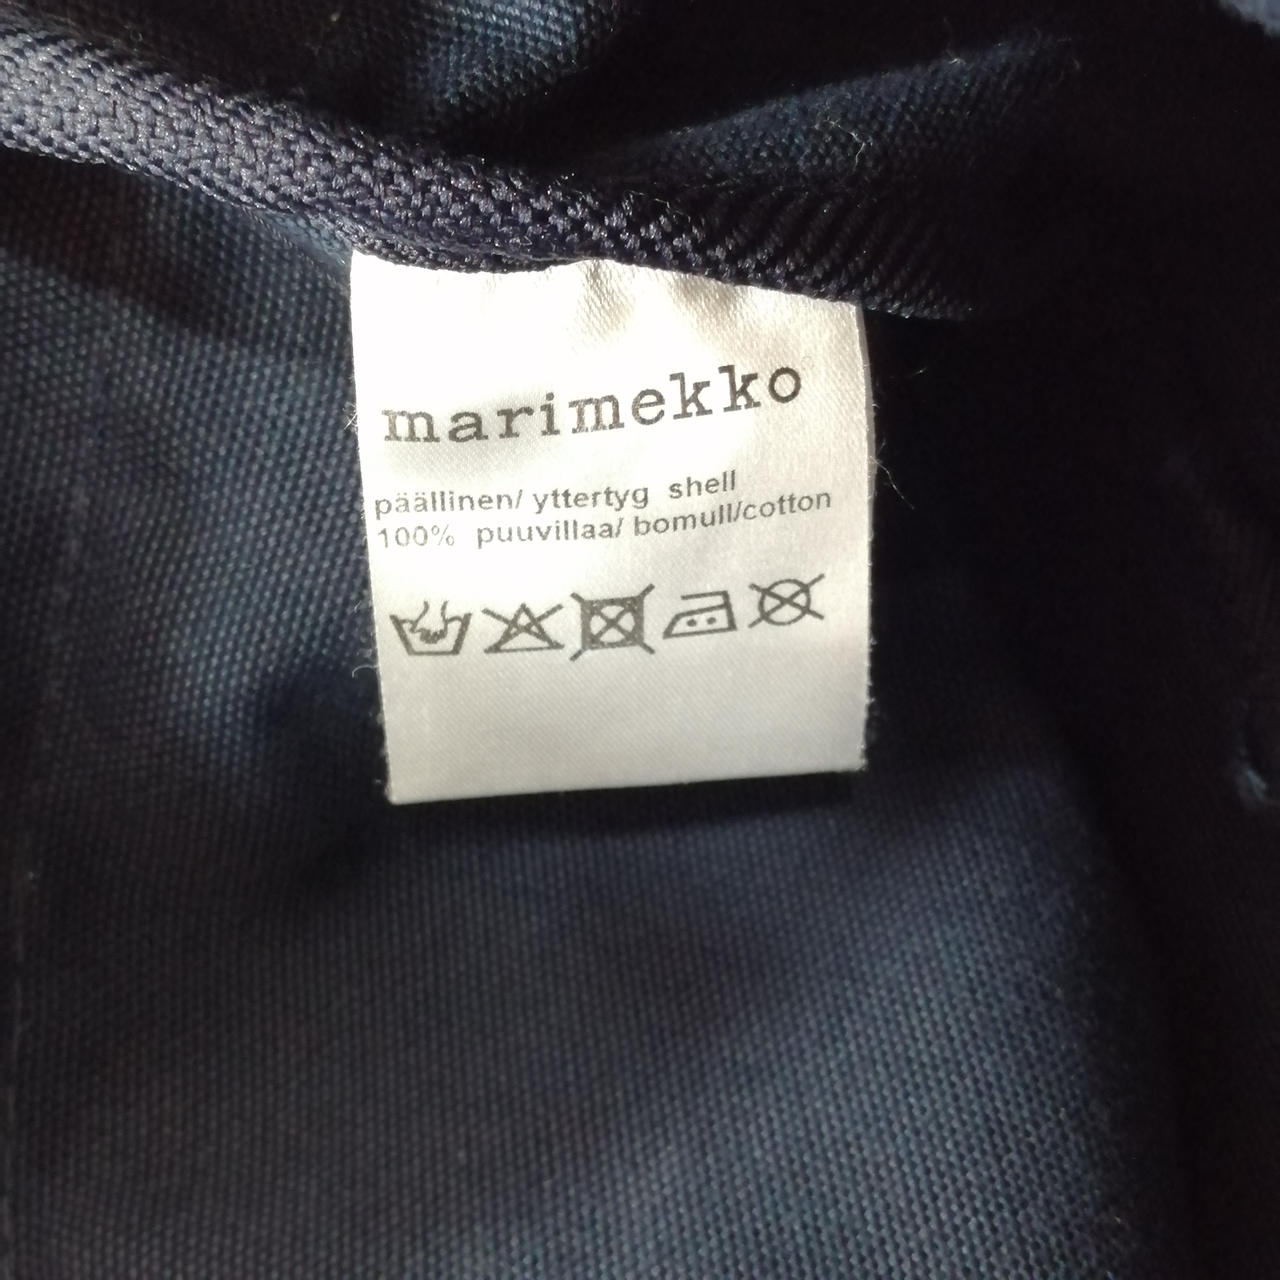 marimekko
päällinen/ yttertyg shell
100% puuvillaa/ bomull/cotton